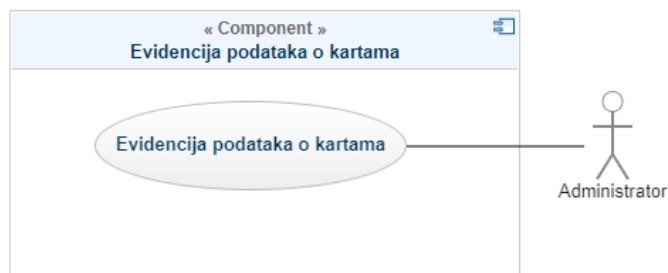 « Component »
Evidencija podataka o kartama
Evidencija podataka o kartama
Administrator